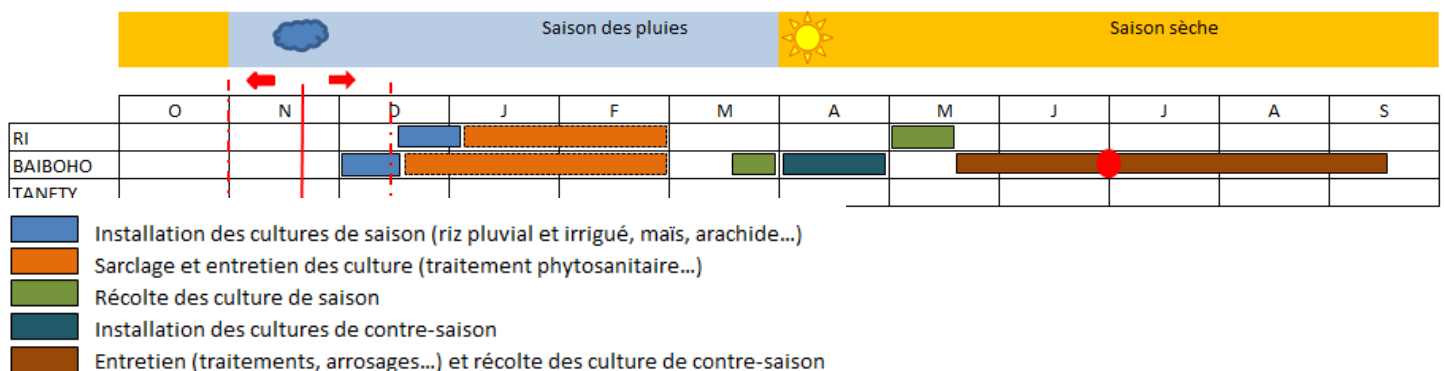 Saison des pluies Saison sèche
O N D J F M A M J J A S
RI
BAIBOHO
TANETY
Installation des cultures de saison (riz pluvial et irrigué, maïs, arachide...)
Sarclage et entretien des culture (traitement phytosanitaire...)
Récolte des culture de saison
Installation des cultures de contre-saison
Entretien (traitements, arrosages...) et récolte des culture de contre-saison